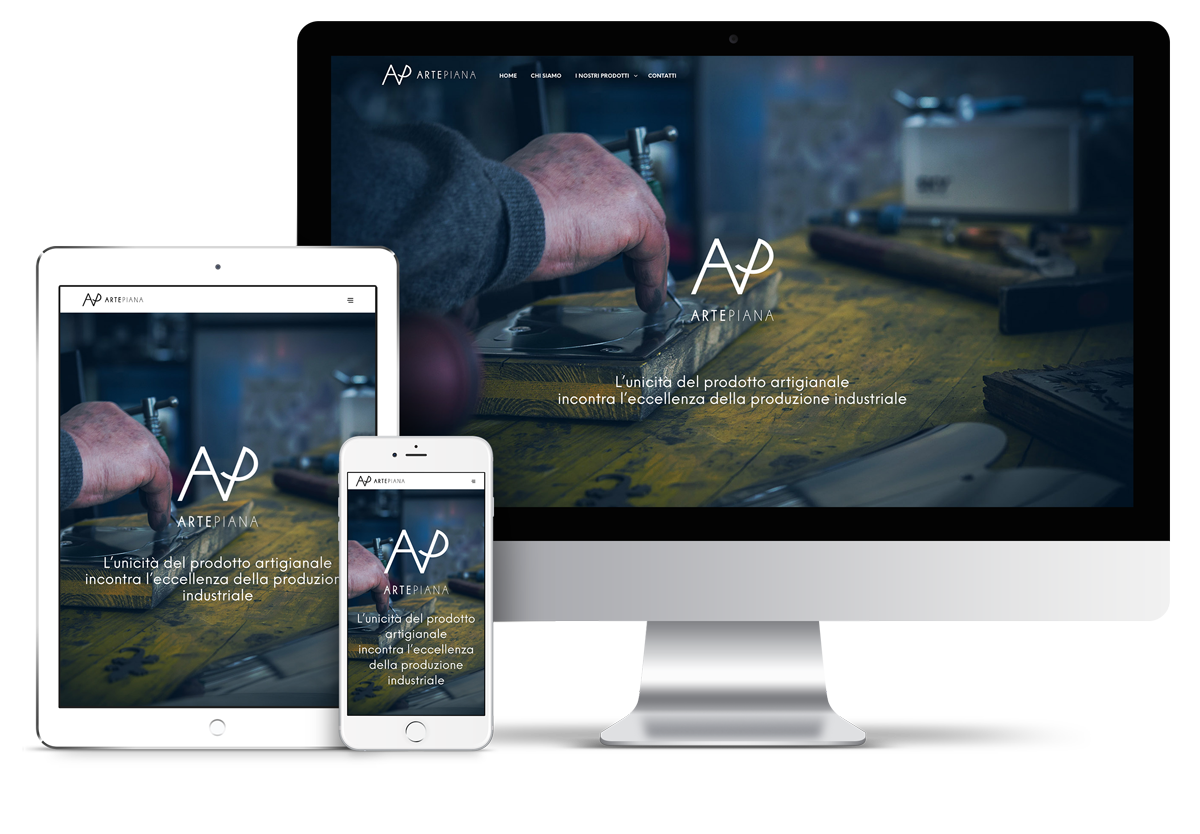 AP ARTEPIANA HOME CHI SIAMO I NOSTRI PRODOTTI CONTATTI
AP
ARTEPIANA
L'unicità del prodotto artigianale
incontra l'eccellenza della produzione industriale
AP ARTEPIANA
AP
ARTEPIANA
L'unicità del prodotto artigianale
incontra l'eccellenza della produzion
industriale
AP ARTEPIANA
AP
ARTEPIANA
L'unicità del prodotto
artigianale
incontra l'eccellenza
della produzione
industriale